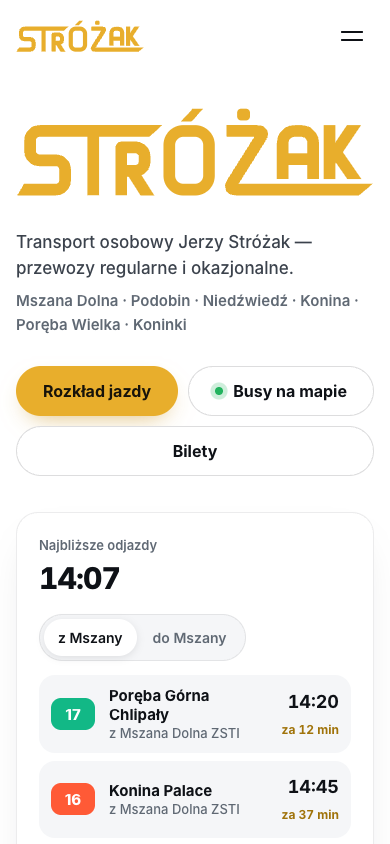 STRÓŻAK
STRÓŻAK
Transport osobowy Jerzy Stróżak —
przewozy regularne i okazjonalne.
Mszana Dolna · Podobin · Niedźwiedź · Konina ·
Poręba Wielka · Koninki
Rozkład jazdy
Busy na mapie
Bilety
Najbliższe odjazdy
14:07
z Mszany
do Mszany
17
Poręba Górna
Chlipały
z Mszana Dolna ZSTI
14:20
za 12 min
16
Konina Palace
z Mszana Dolna ZSTI
14:45
za 37 min